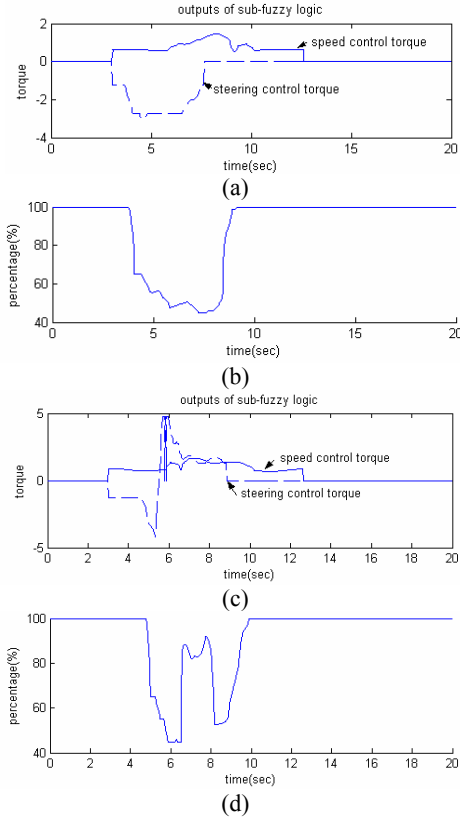 outputs of sub-fuzzy logic
2
speed control torque
0
steering control torque
-2
-4
torque
0 5 10 15 20
time(sec)
(a)
100
80
60
40
percentage(%)
0 5 10 15 20
time(sec)
(b)
outputs of sub-fuzzy logic
5
speed control torque
0
steering control torque
-5
torque
0 2 4 6 8 10 12 14 16 18 20
time(sec)
(c)
100
80
60
40
percentage(%)
0 2 4 6 8 10 12 14 16 18 20
time(sec)
(d)